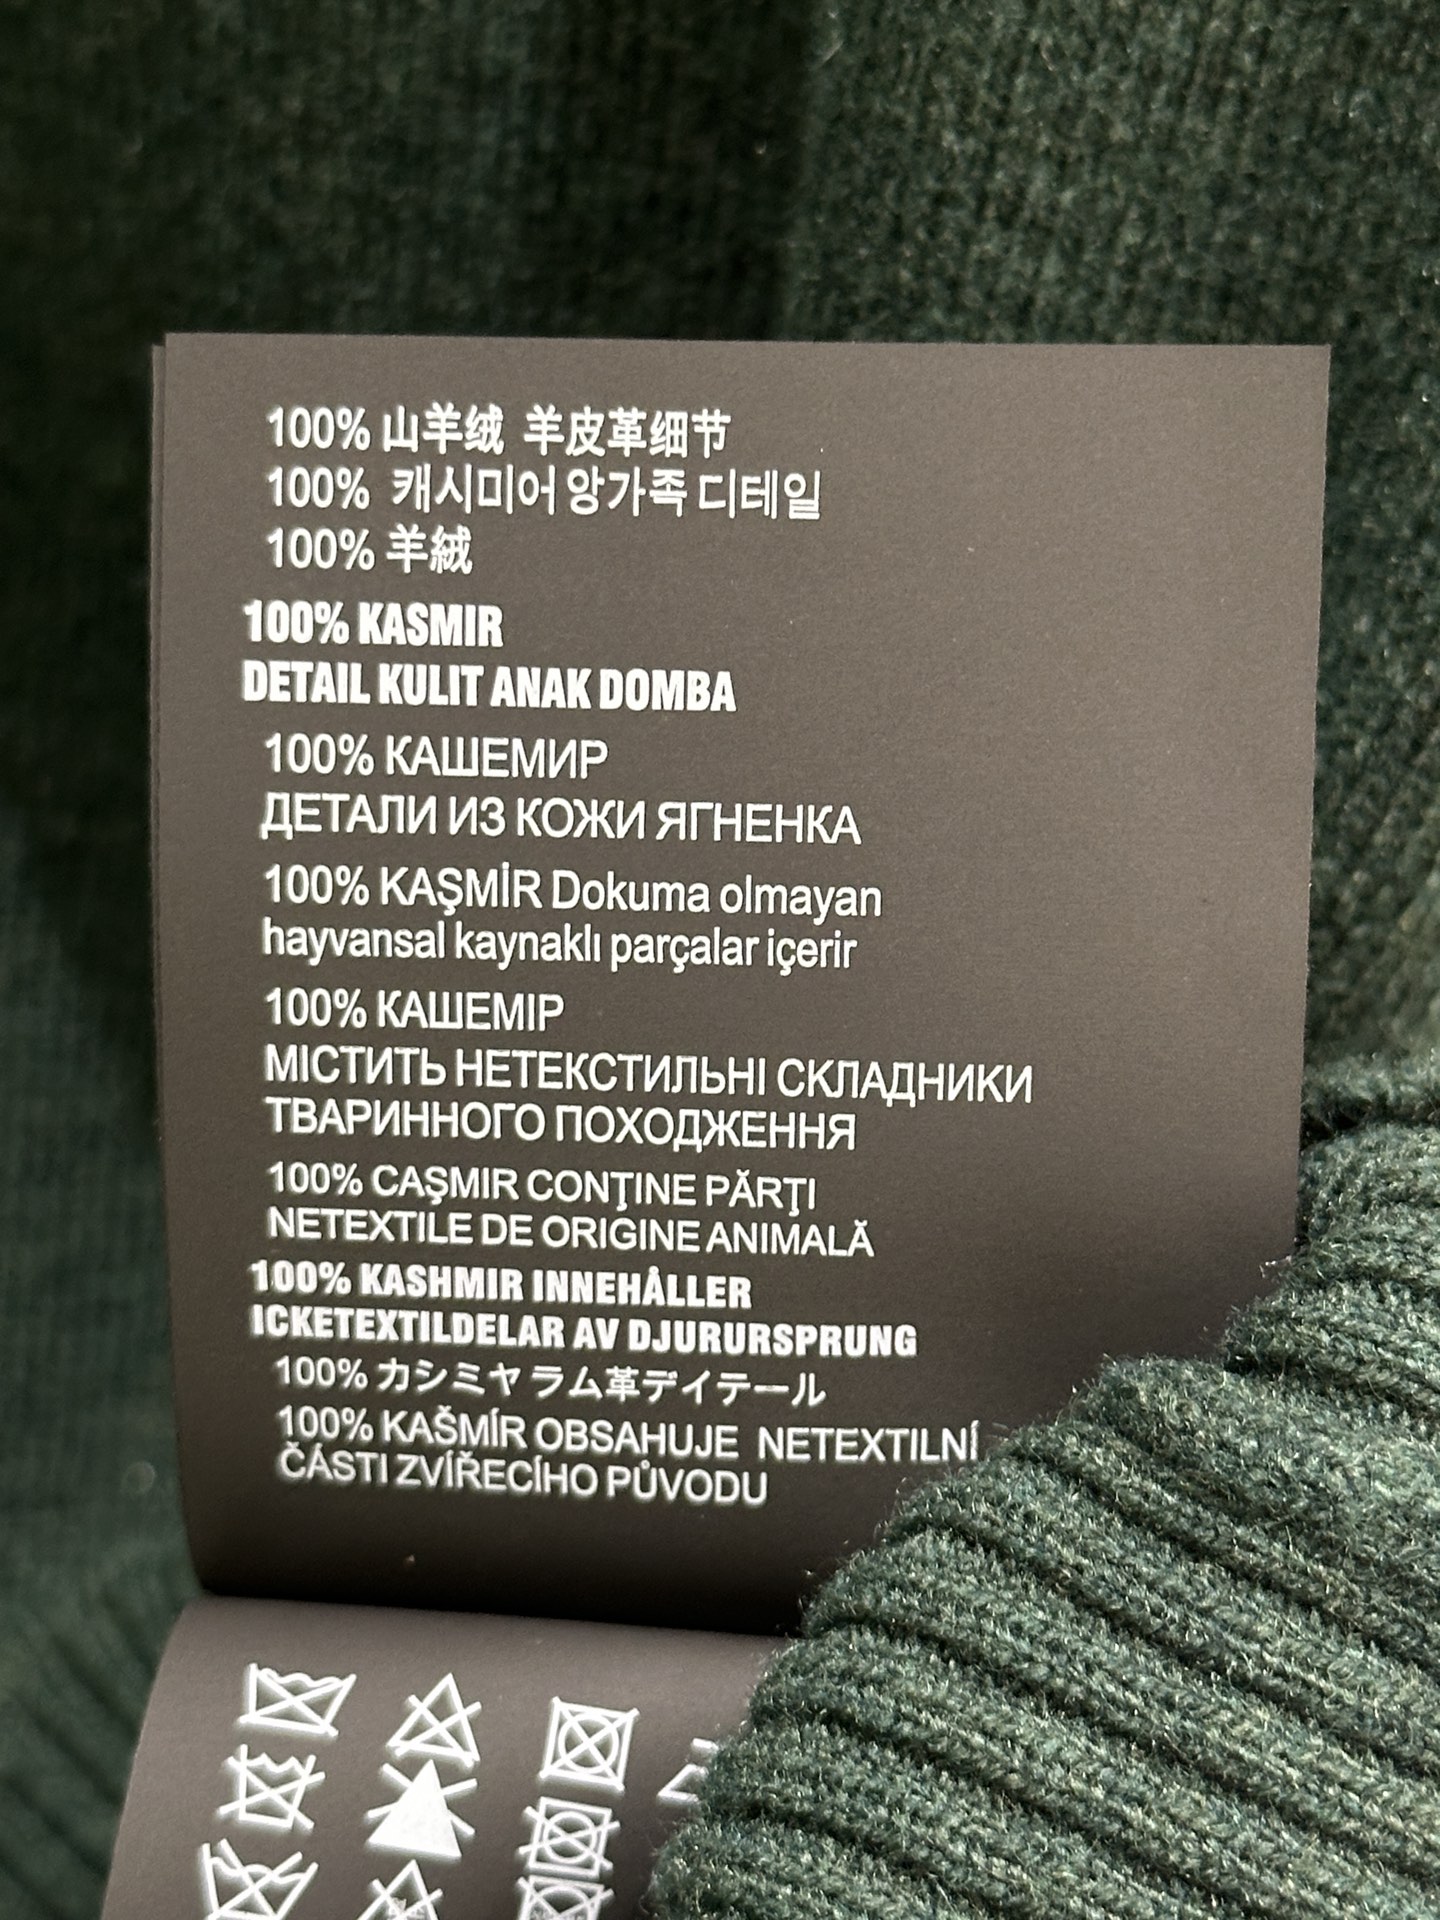 100% 山羊绒 羊皮革细节
100% 캐시미어 앙가족 디테일
100% 羊絨
100% KASMIR
DETAIL KULIT ANAK DOMBA
100% КАШЕМИР
ДЕТАЛИ ИЗ КОЖИ ЯГНЕНКА
100% KAŞMİR Dokuma olmayan
hayvansal kaynaklı parçalar içerir
100% КАШЕМІР
МІСТИТЬ НЕТЕКСТИЛЬНІ СКЛАДНИКИ
ТВАРИННОГО ПОХОДЖЕННЯ
100% CAŞMIR CONŢINE PĂRŢI
NETEXTILE DE ORIGINE ANIMALĂ
100% KASHMIR INNEHÅLLER
ICKETEXTILDELAR AV DJURURSPRUNG
100% カシミヤ ラム革デイテール
100% KAŠMÍR OBSAHUJE NETEXTILNÍ
ČÁSTI ZVÍŘECÍHO PŮVODU